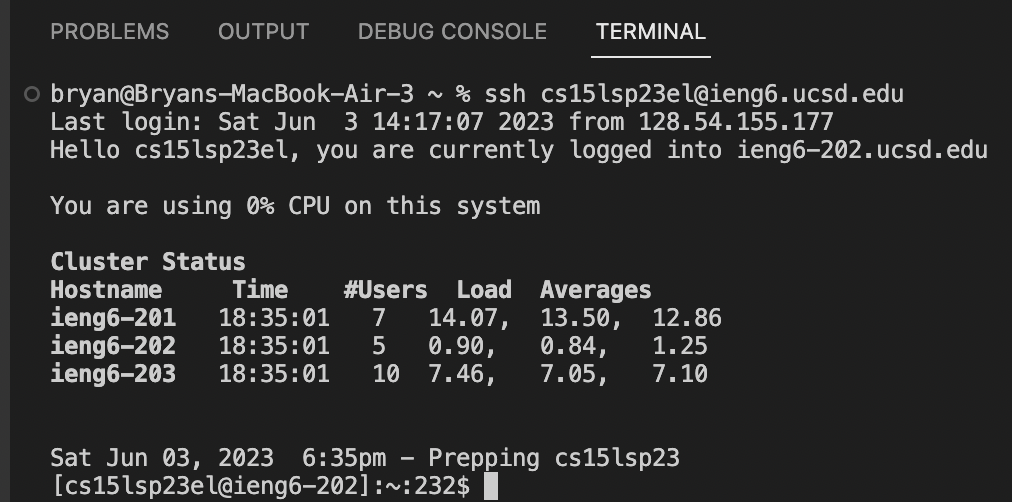 PROBLEMS OUTPUT DEBUG CONSOLE TERMINAL
bryan@Bryans-MacBook-Air-3 ~ % ssh cs15lsp23el@ieng6.ucsd.edu
Last login: Sat Jun  3 14:17:07 2023 from 128.54.155.177
Hello cs15lsp23el, you are currently logged into ieng6-202.ucsd.edu
You are using 0% CPU on this system
Cluster Status
Hostname     Time    #Users  Load  Averages
ieng6-201   18:35:01   7   14.07,  13.50,  12.86
ieng6-202   18:35:01   5   0.90,   0.84,   1.25
ieng6-203   18:35:01   10  7.46,   7.05,   7.10
Sat Jun 03, 2023  6:35pm - Prepping cs15lsp23
[cs15lsp23el@ieng6-202]:~:232$